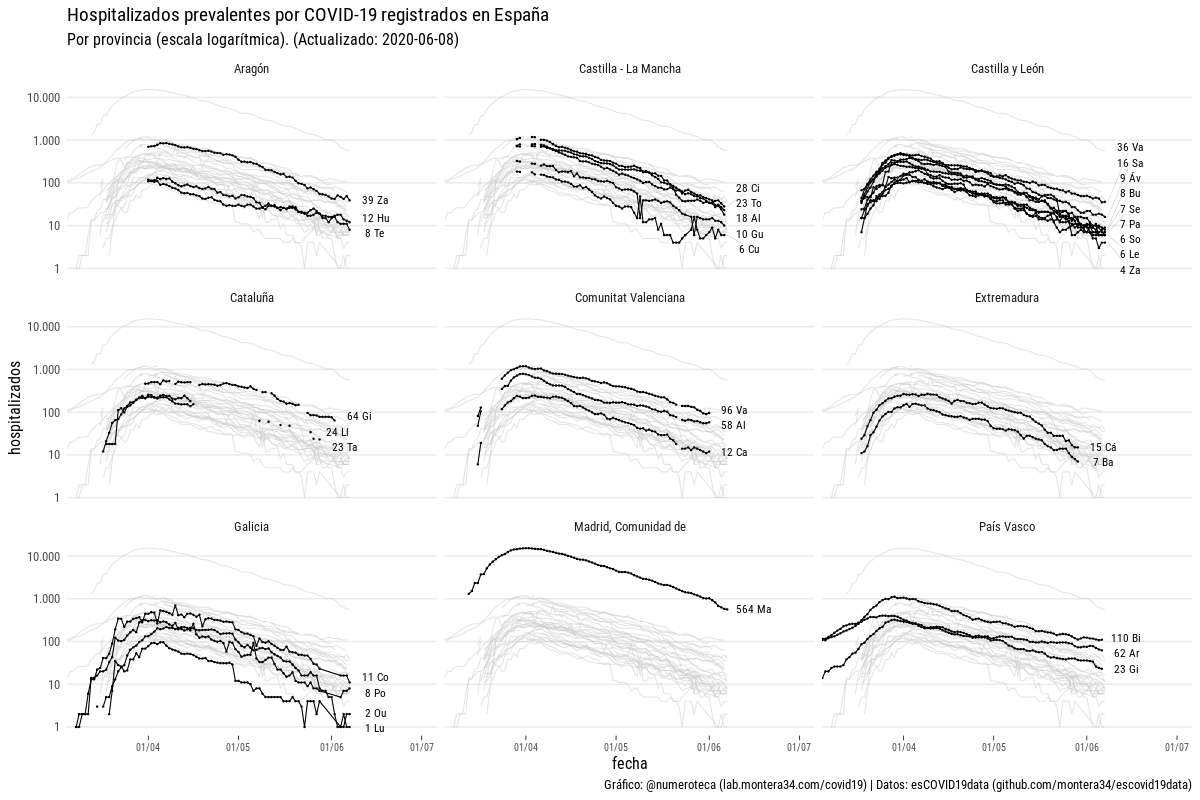 Hospitalizados prevalentes por COVID-19 registrados en España
Por provincia (escala logarítmica). (Actualizado: 2020-06-08)
Aragón
Castilla - La Mancha
Castilla y León
10.000
1.000
100
10
1
39 Za
12 Hu
8 Te
28 Ci
23 To
18 Al
10 Gu
6 Cu
36 Va
16 Sa
9 Áv
8 Bu
7 Se
7 Pa
6 So
6 Le
4 Za
Cataluña
Comunitat Valenciana
Extremadura
10.000
1.000
100
10
1
64 Gi
24 Ll
23 Ta
96 Va
58 Al
12 Ca
15 Cá
7 Ba
hospitalizados
Galicia
Madrid, Comunidad de
País Vasco
10.000
1.000
100
10
1
11 Co
8 Po
2 Ou
1 Lu
564 Ma
110 Bi
62 Ar
23 Gi
01/04 01/05 01/06 01/07
01/04 01/05 01/06 01/07
01/04 01/05 01/06 01/07
fecha
Gráfico: @numeroteca (lab.montera34.com/covid19) | Datos: esCOVID19data (github.com/montera34/escovid19data)